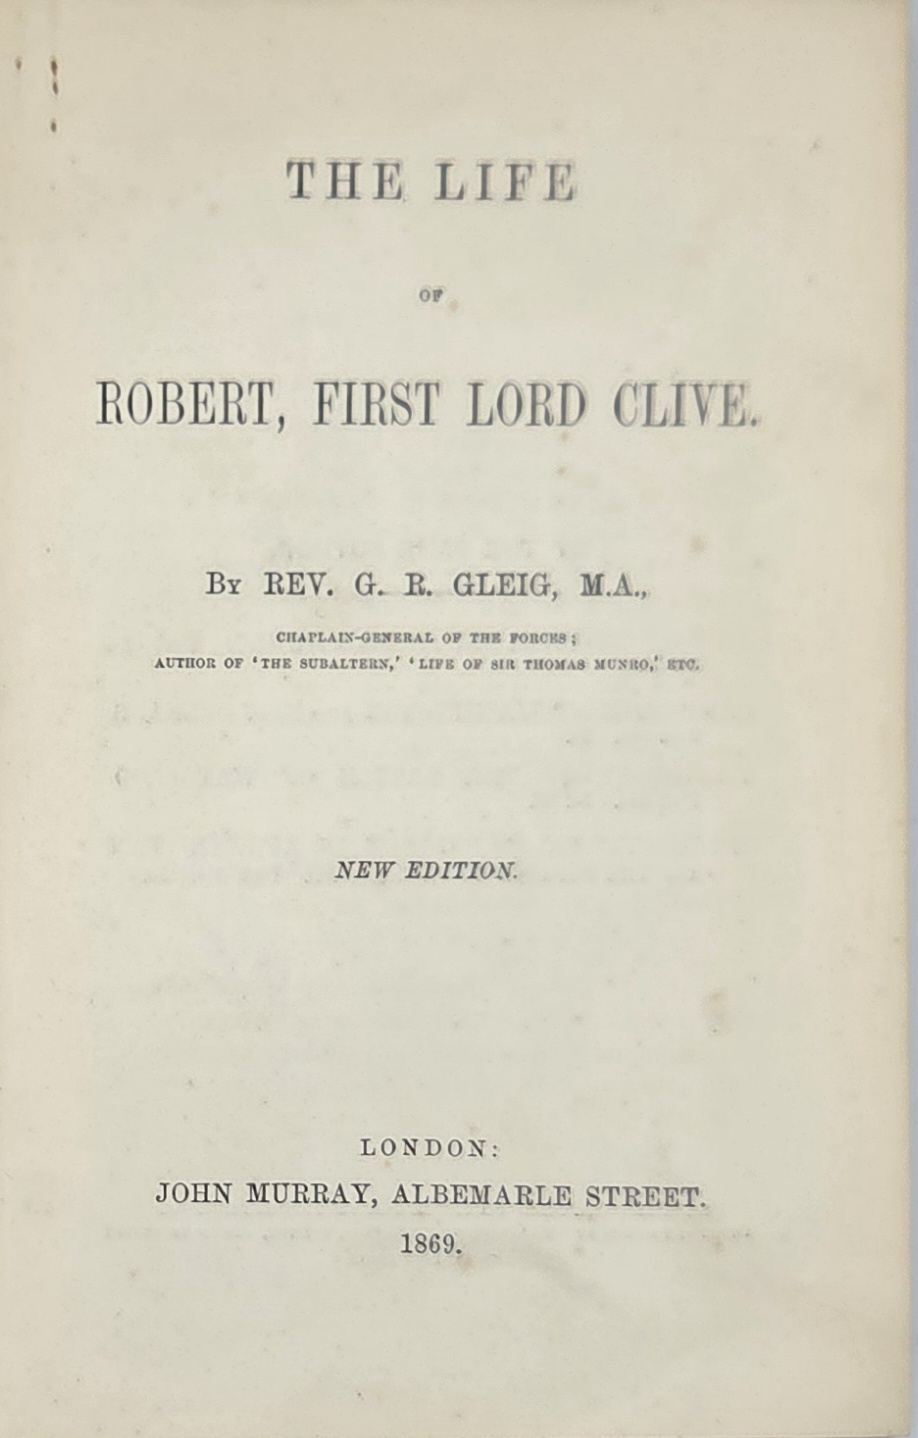 THE LIFE
OF
ROBERT, FIRST LORD CLIVE.
BY REV. G. R. GLEIG, M.A.,
CHAPLAIN-GENERAL OF THE FORCES;
AUTHOR OF ‘THE SUBALTERN,’ ‘LIFE OF SIR THOMAS MUNRO,’ ETC.
NEW EDITION.
LONDON:
JOHN MURRAY, ALBEMARLE STREET.
1869.